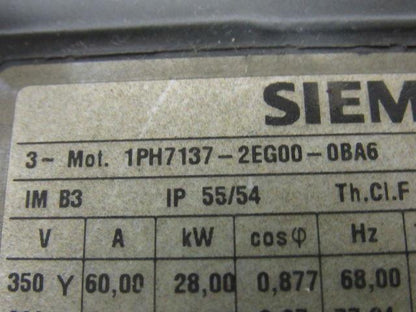 SIEM
3~ Mot. 1PH7137-2EG00-0BA6
IM B3 IP 55/54 Th.Cl.F
V A kW cosφ Hz
350 Y 60,00 28,00 0,877 68,00